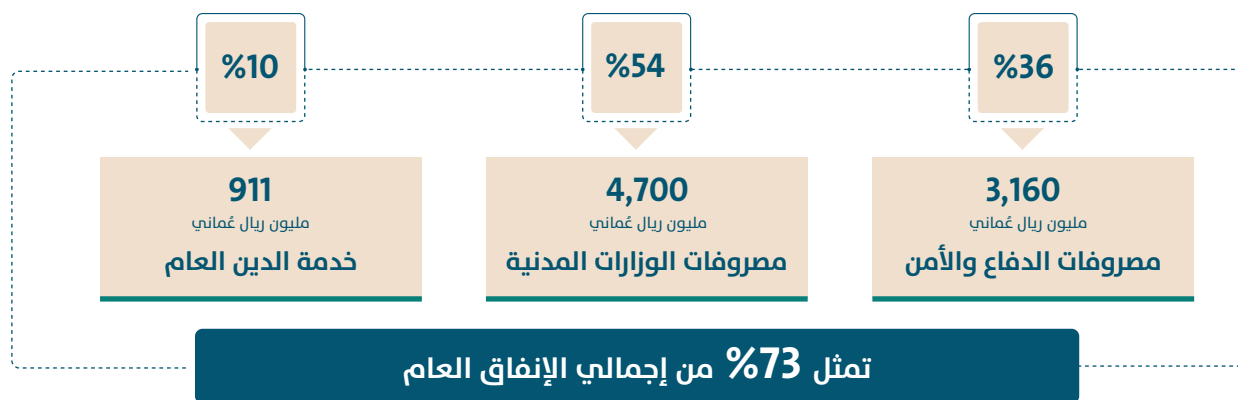 %36
%54
%10
3,160
مليون ريال عُماني
مصروفات الدفاع والأمن
4,700
مليون ريال عُماني
مصروفات الوزارات المدنية
911
مليون ريال عُماني
خدمة الدين العام
تمثل 73% من إجمالي الإنفاق العام